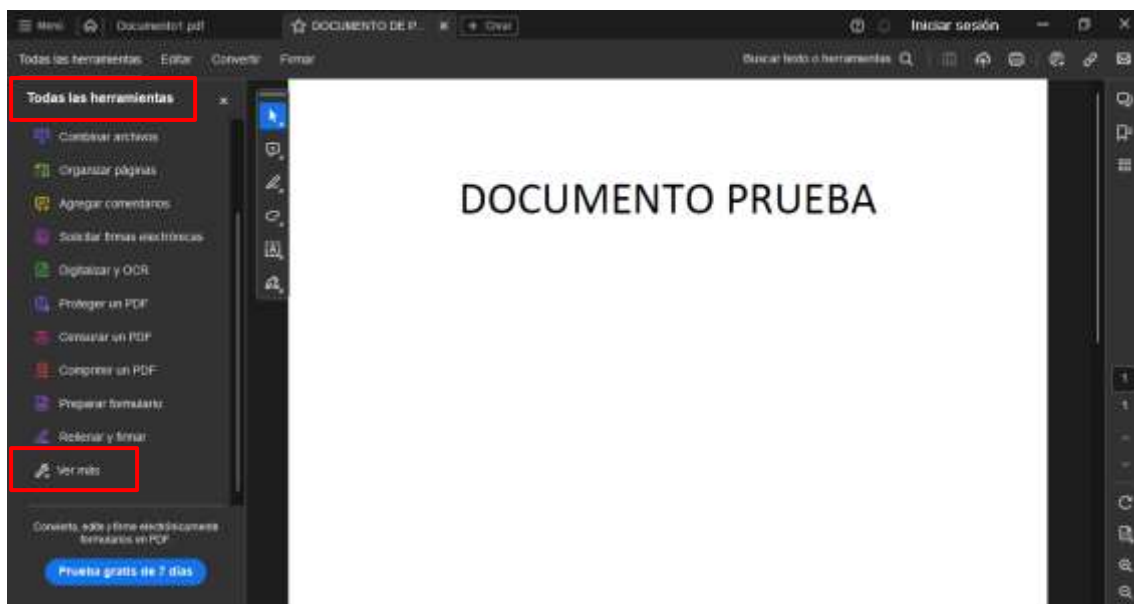 Menú
Documento1.pdf
DOCUMENTO DE P...
+ Crear
Iniciar sesión
Todas las herramientas Editar Convertir Firmar
Buscar texto o herramientas
Todas las herramientas
Combinar archivos
Organizar páginas
Agregar comentarios
Solicitar firmas electrónicas
Digitalizar y OCR
Proteger un PDF
Censurar un PDF
Comprimir un PDF
Preparar formulario
Rellenar y firmar
Ver más
Convierta, edite y firme electrónicamente
formularios en PDF
Prueba gratis de 7 días
DOCUMENTO PRUEBA
1
1